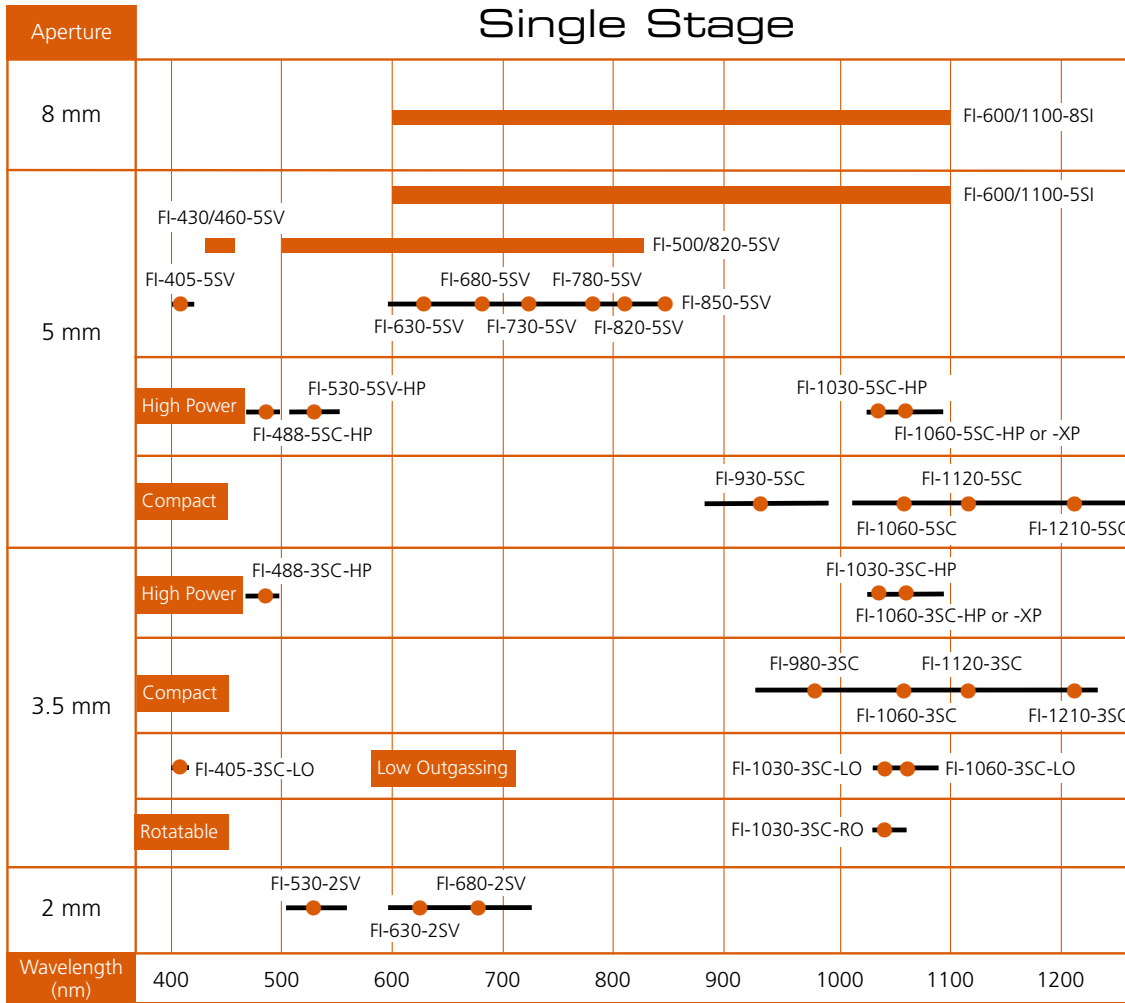 Single Stage
Aperture
8 mm
FI-600/1100-8SI
5 mm
FI-600/1100-5SI
FI-430/460-5SV
FI-500/820-5SV
FI-405-5SV
FI-680-5SV
FI-780-5SV
FI-850-5SV
FI-630-5SV
FI-730-5SV
FI-820-5SV
High Power
FI-530-5SV-HP
FI-1030-5SC-HP
FI-488-5SC-HP
FI-1060-5SC-HP or -XP
Compact
FI-930-5SC
FI-1120-5SC
FI-1060-5SC
FI-1210-5SC
3.5 mm
High Power
FI-488-3SC-HP
FI-1030-3SC-HP
FI-1060-3SC-HP or -XP
Compact
FI-980-3SC
FI-1120-3SC
FI-1060-3SC
FI-1210-3SC
FI-405-3SC-LO
Low Outgassing
FI-1030-3SC-LO
FI-1060-3SC-LO
Rotatable
FI-1030-3SC-RO
2 mm
FI-530-2SV
FI-680-2SV
FI-630-2SV
Wavelength
(nm)
400 500 600 700 800 900 1000 1100 1200